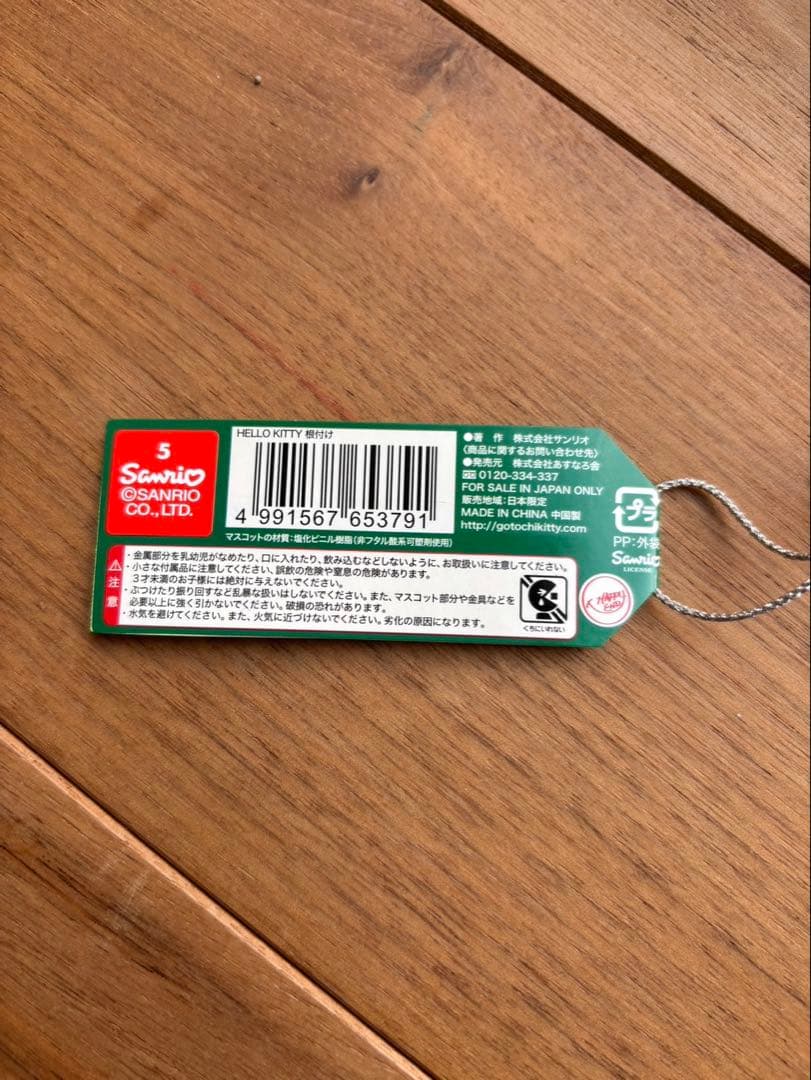 5
Sanrio
©SANRIO
CO., LTD.
HELLO KITTY 根付け
4 991567 653791
マスコットの材質:塩化ビニル樹脂(非フタル酸系可塑剤使用)
●著 作 株式会社サンリオ
〈商品に関するお問い合わせ先〉
●発売元 株式会社あすなろ舎
0120-334-337
FOR SALE IN JAPAN ONLY
販売地域:日本限定
MADE IN CHINA 中国製
http://gotochikitty.com
プラ
PP:外袋
Sanrio
LICENSE
注意
・金属部分を乳幼児がなめたり、口に入れたり、飲み込むなどしないように、お取扱いに注意してください。
・小さな付属品に注意してください、誤飲の危険や窒息の危険があります。
3才未満のお子様には絶対に与えないでください。
・ぶつけたり振り回すなど乱暴な扱いはしないでください。また、マスコット部分や金具などを
必要以上に強く引かないでください。破損の恐れがあります。
・水気を避けてください。また、火気に近づけないでください。劣化の原因になります。
くちにいれない